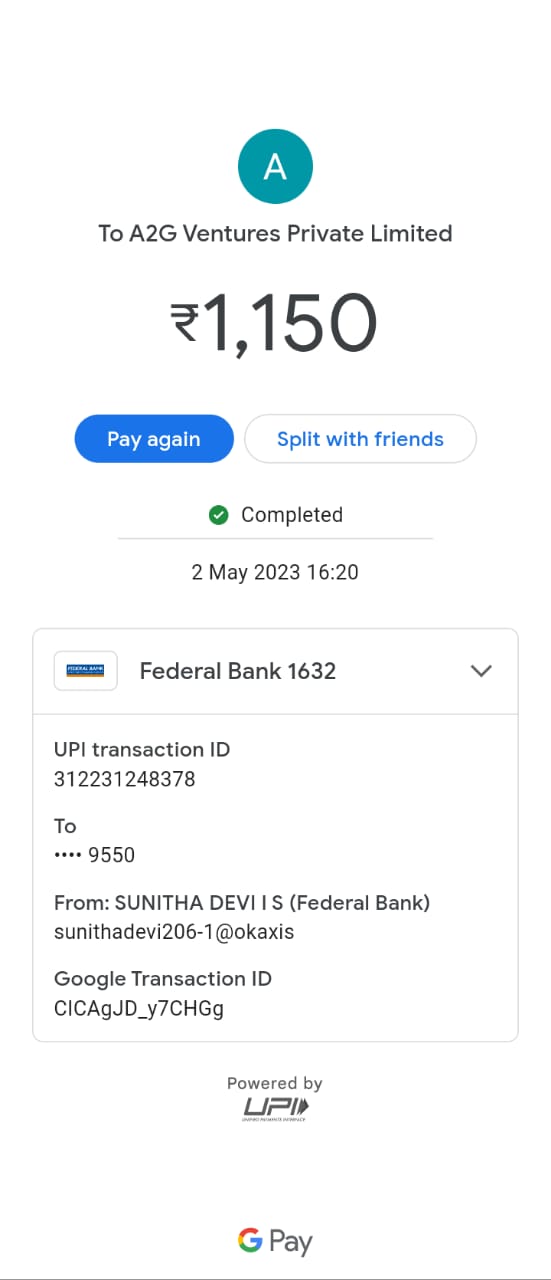 A
To A2G Ventures Private Limited
₹1,150
Pay again
Split with friends
Completed
2 May 2023 16:20
FEDERAL BANK
Federal Bank 1632
UPI transaction ID
312231248378
To
•••• 9550
From: SUNITHA DEVI I S (Federal Bank)
sunithadevi206-1@okaxis
Google Transaction ID
CICAgJD_y7CHGg
Powered by
UPI
UNIFIED PAYMENTS INTERFACE
G Pay